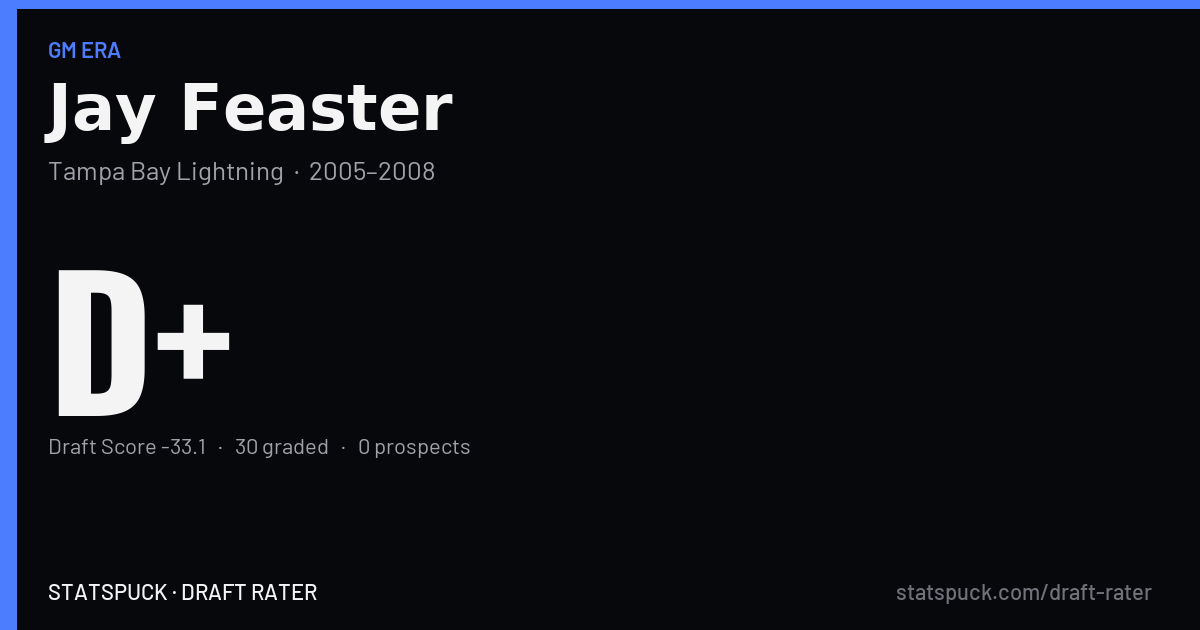 GM ERA
Jay Feaster
Tampa Bay Lightning · 2005–2008
D+
Draft Score -33.1 · 30 graded · 0 prospects
STATSPUCK · DRAFT RATER
statspuck.com/draft-rater